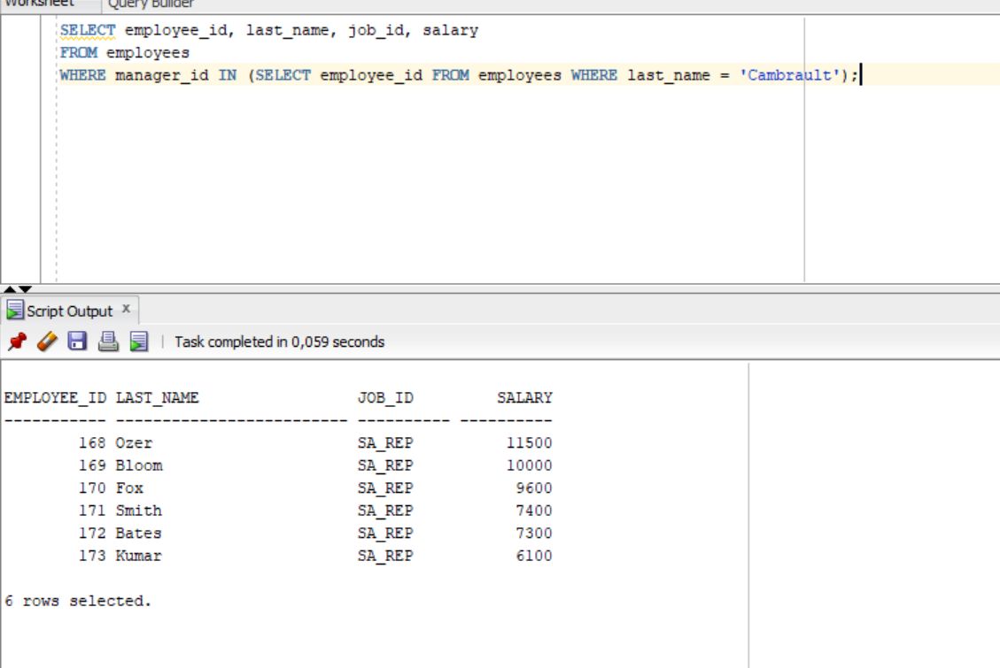 Worksheet Query Builder
SELECT employee_id, last_name, job_id, salary
FROM employees
WHERE manager_id IN (SELECT employee_id FROM employees WHERE last_name = 'Cambrault');
Script Output x
Task completed in 0,059 seconds
EMPLOYEE_ID LAST_NAME                 JOB_ID         SALARY
----------- ------------------------- ---------- ----------
        168 Ozer                      SA_REP          11500
        169 Bloom                     SA_REP          10000
        170 Fox                       SA_REP           9600
        171 Smith                     SA_REP           7400
        172 Bates                     SA_REP           7300
        173 Kumar                     SA_REP           6100
6 rows selected.